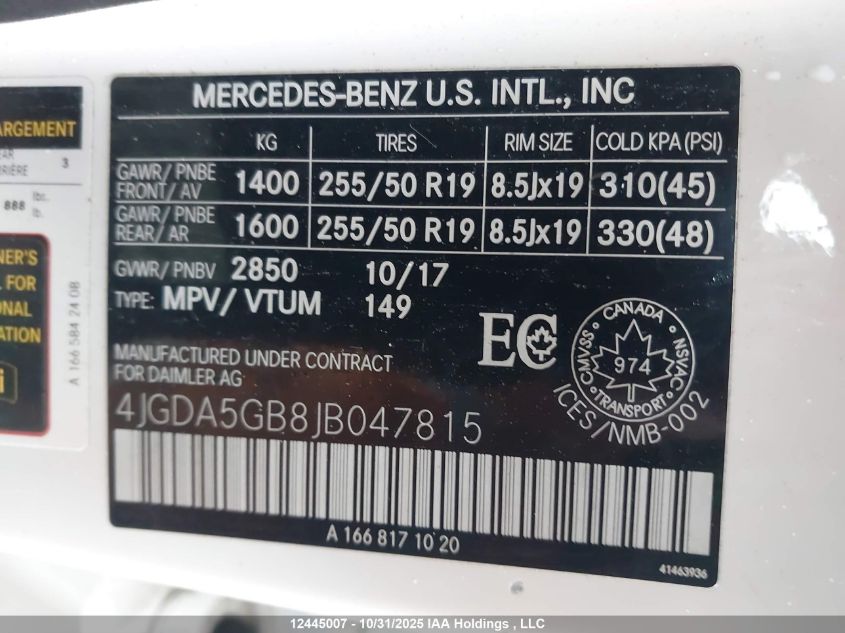 MERCEDES-BENZ U.S. INTL., INC
KG TIRES RIM SIZE COLD KPA (PSI)
GAWR/ PNBE FRONT/ AV 1400 255/50 R19 8.5Jx19 310(45)
GAWR/ PNBE REAR/ AR 1600 255/50 R19 8.5Jx19 330(48)
GVWR/ PNBV 2850 10/17
TYPE: MPV/ VTUM 149
MANUFACTURED UNDER CONTRACT
FOR DAIMLER AG
4JGDA5GB8JB047815
EC
CANADA
CMVSS NSVAC
974
TRANSPORT
ICES/NMB-002
A 166 817 10 20
41463936
ARGEMENT
3
888 lbs.
lb.
NER'S
L FOR
ONAL
ATION
i
A 166 584 24 08
12445007 - 10/31/2025 IAA Holdings , LLC